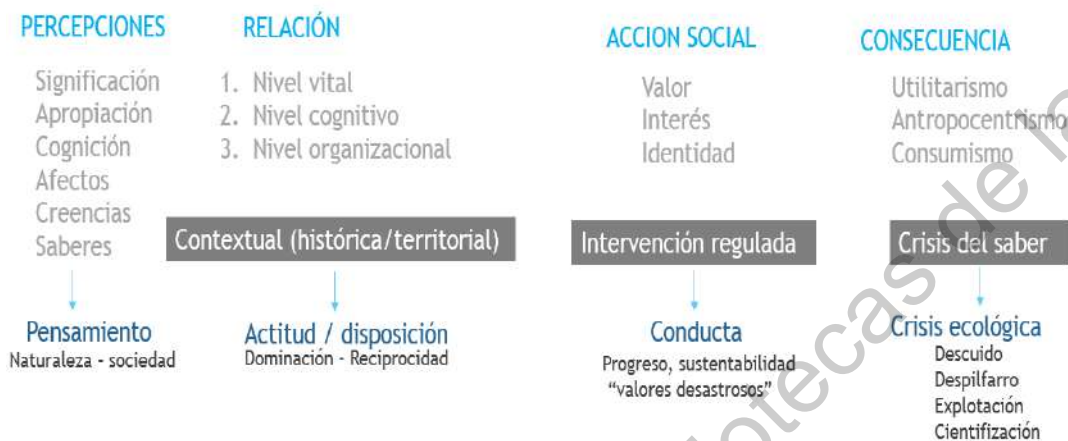 PERCEPCIONES
Significación
Apropiación
Cognición
Afectos
Creencias
Saberes
Pensamiento
Naturaleza - sociedad
RELACIÓN
1. Nivel vital
2. Nivel cognitivo
3. Nivel organizacional
Contextual (histórica/territorial)
Actitud / disposición
Dominación - Reciprocidad
ACCION SOCIAL
Valor
Interés
Identidad
Intervención regulada
Conducta
Progreso, sustentabilidad
“valores desastrosos”
CONSECUENCIA
Utilitarismo
Antropocentrismo
Consumismo
Crisis del saber
Crisis ecológica
Descuido
Despilfarro
Explotación
Cientifización
de